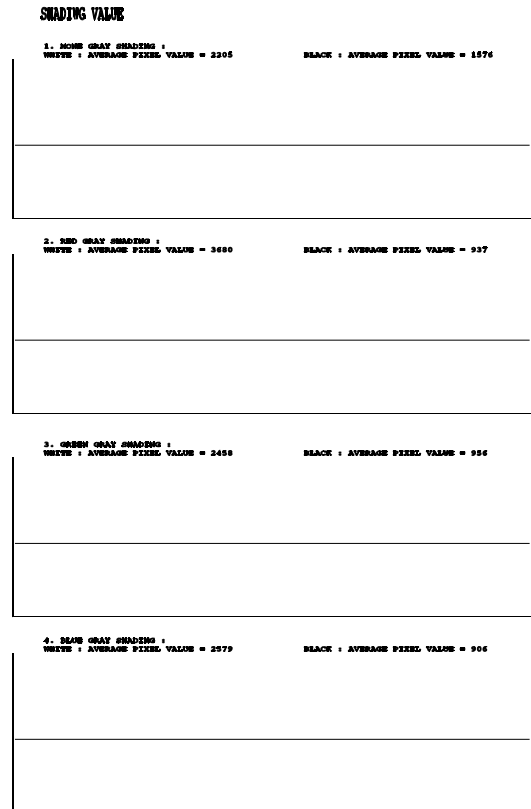 SHADING VALUE
1. MONE GRAY SHADING :
WHITE : AVERAGE PIXEL VALUE = 2205 BLACK : AVERAGE PIXEL VALUE = 1576
2. RED GRAY SHADING :
WHITE : AVERAGE PIXEL VALUE = 3680 BLACK : AVERAGE PIXEL VALUE = 937
3. GREEN GRAY SHADING :
WHITE : AVERAGE PIXEL VALUE = 2458 BLACK : AVERAGE PIXEL VALUE = 956
4. BLUE GRAY SHADING :
WHITE : AVERAGE PIXEL VALUE = 2579 BLACK : AVERAGE PIXEL VALUE = 906